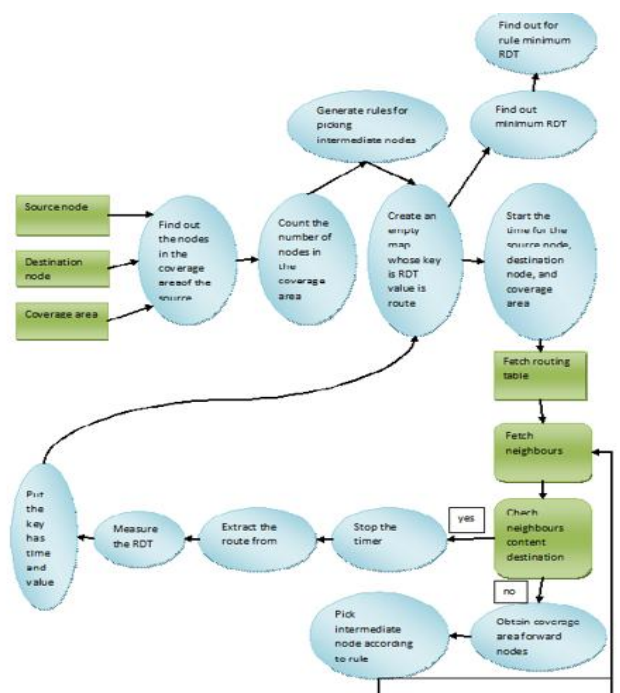 Find out for
rule minimum
RDT
Generate rules for
picking
intermediate nodes
Find out
minimum RDT
Source node
Destination
node
Coverage area
Find out
the nodes
in the
coverage
areaof the
source
Count the
number of
nodes in
the
coverage
area
Create an
empty
map
whose key
is RDT
value is
route
Start the
time for the
source node,
destination
node, and
coverage
area
Fetch routing
table
Fetch
neighbours
Chech
neighbours
content
destination
yes
Stop the
timer
Extract the
route from
Measure
the RDT
Put
the
key
has
time
and
value
no
Obtain coverage
area forward
nodes
Pick
intermediate
node according
to rule